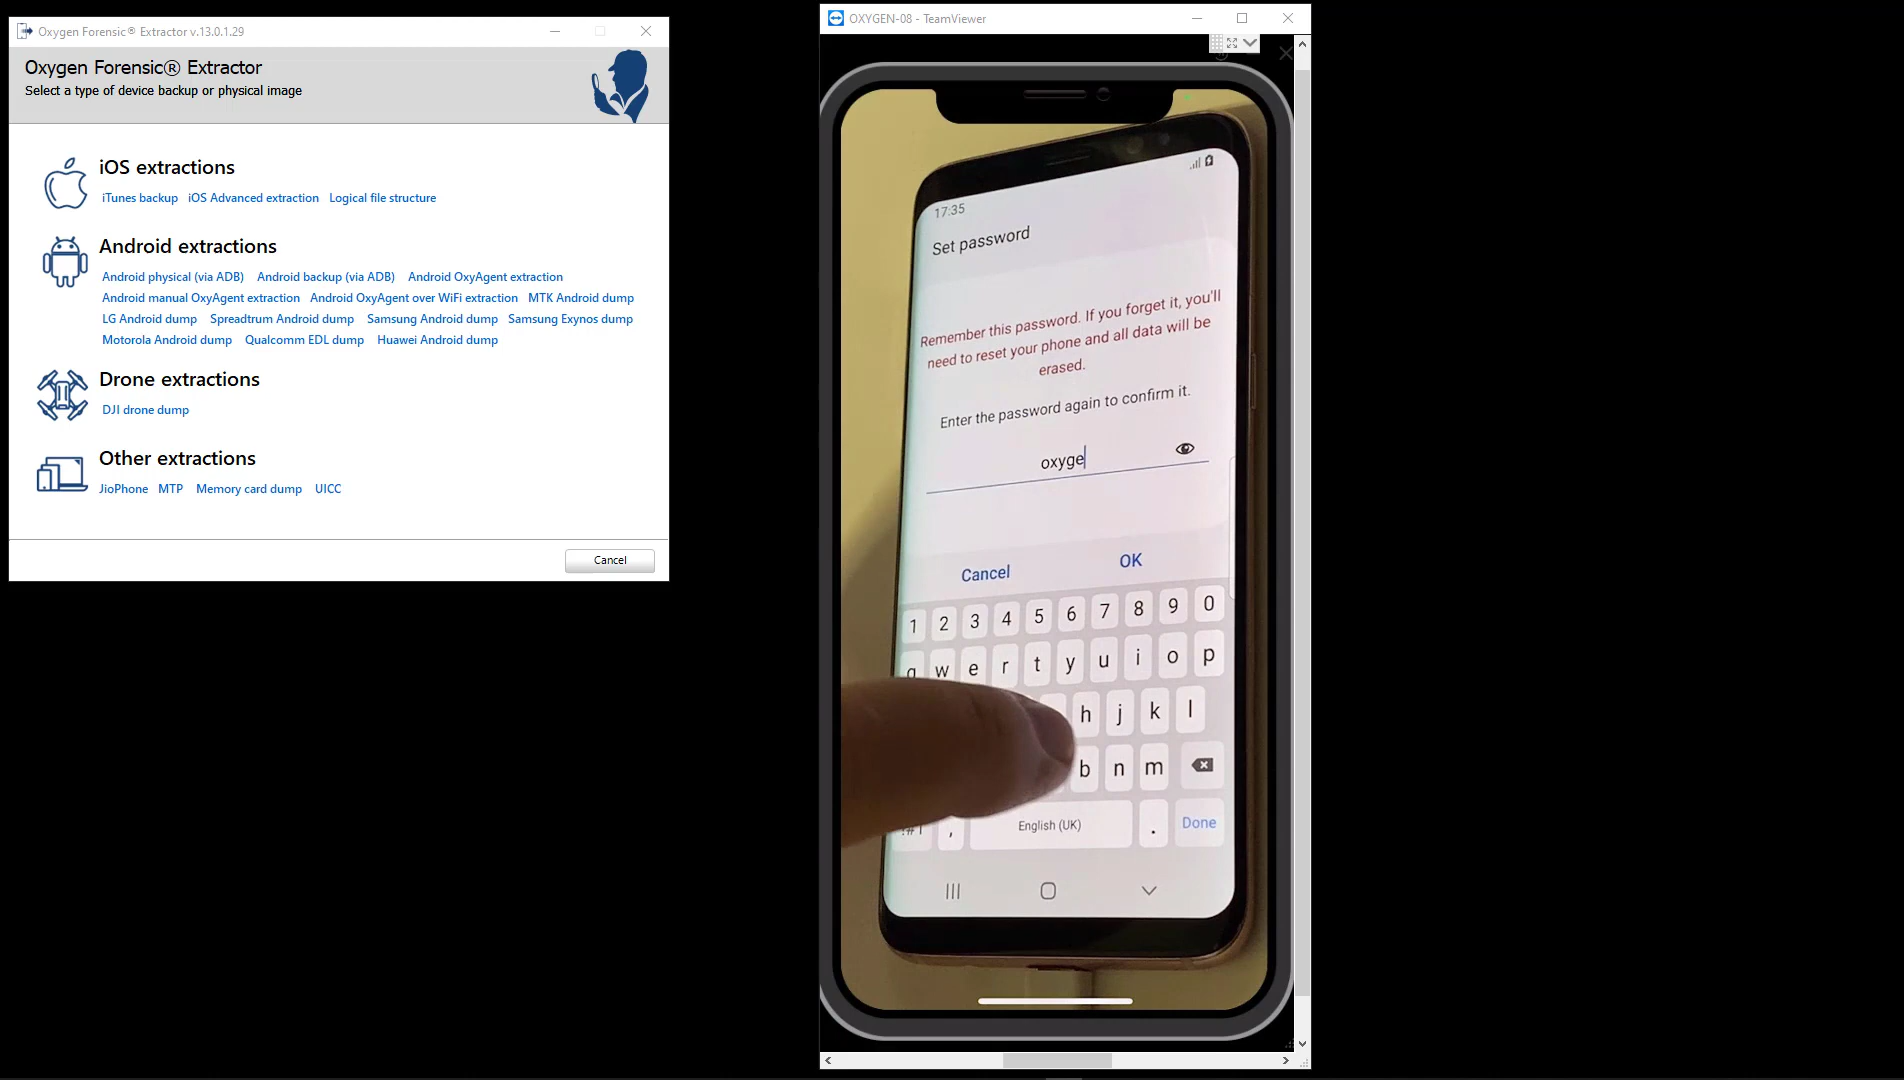 Oxygen Forensic® Extractor v.13.0.1.29
Oxygen Forensic® Extractor
Select a type of device backup or physical image
iOS extractions
iTunes backup iOS Advanced extraction Logical file structure
Android extractions
Android physical (via ADB) Android backup (via ADB) Android OxyAgent extraction
Android manual OxyAgent extraction Android OxyAgent over WiFi extraction MTK Android dump
LG Android dump Spreadtrum Android dump Samsung Android dump Samsung Exynos dump
Motorola Android dump Qualcomm EDL dump Huawei Android dump
Drone extractions
DJI drone dump
Other extractions
JioPhone MTP Memory card dump UICC
Cancel
OXYGEN-08 - TeamViewer
17:35
Set password
Remember this password. If you forget it, you'll
need to reset your phone and all data will be
erased.
Enter the password again to confirm it.
oxyge
Cancel OK
1 2 3 4 5 6 7 8 9 0
q w e r t y u i o p
h j k l
b n m
!#1 , English (UK) . Done